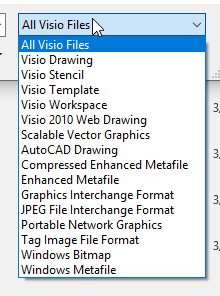 All Visio Files
All Visio Files
Visio Drawing
Visio Stencil
Visio Template
Visio Workspace
Visio 2010 Web Drawing
Scalable Vector Graphics
AutoCAD Drawing
Compressed Enhanced Metafile
Enhanced Metafile
Graphics Interchange Format
JPEG File Interchange Format
Portable Network Graphics
Tag Image File Format
Windows Bitmap
Windows Metafile
3,
3,
3,
3,